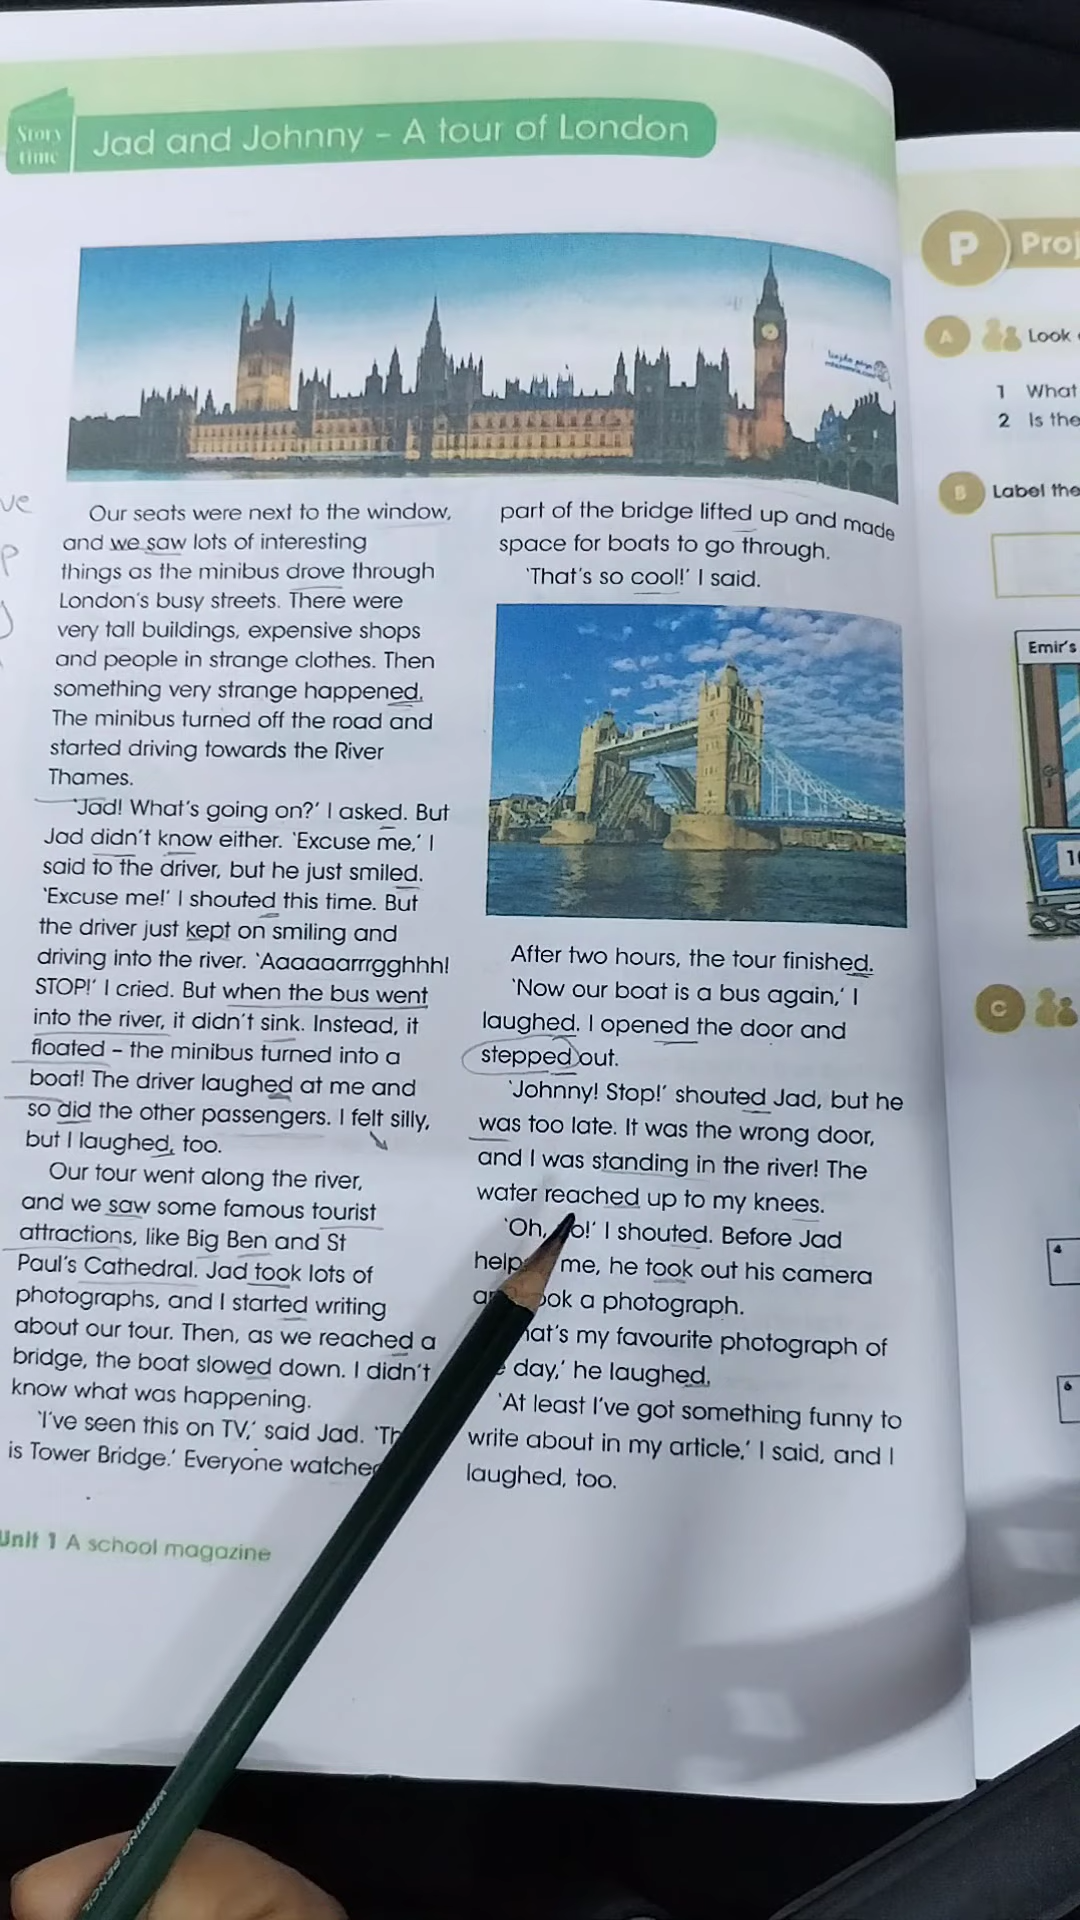 Story
time
Jad and Johnny – A tour of London
Our seats were next to the window,
and we saw lots of interesting
things as the minibus drove through
London's busy streets. There were
very tall buildings, expensive shops
and people in strange clothes. Then
something very strange happened.
The minibus turned off the road and
started driving towards the River
Thames.
'Jad! What's going on?' I asked. But
Jad didn't know either. 'Excuse me,' I
said to the driver, but he just smiled.
'Excuse me!' I shouted this time. But
the driver just kept on smiling and
driving into the river. 'Aaaaaarrrgghhh!
STOP!' I cried. But when the bus went
into the river, it didn't sink. Instead, it
floated – the minibus turned into a
boat! The driver laughed at me and
so did the other passengers. I felt silly,
but I laughed, too.
Our tour went along the river,
and we saw some famous tourist
attractions, like Big Ben and St
Paul's Cathedral. Jad took lots of
photographs, and I started writing
about our tour. Then, as we reached a
bridge, the boat slowed down. I didn't
know what was happening.
'I've seen this on TV,' said Jad.
is Tower Bridge.' Everyone
part of the bridge lifted up and made
space for boats to go through.
'That's so cool!' I said.
After two hours, the tour finished.
'Now our boat is a bus again,' I
laughed. I opened the door and
stepped out.
'Johnny! Stop!' shouted Jad, but he
was too late. It was the wrong door,
and I was standing in the river! The
water reached up to my knees.
'Oh, !' I shouted. Before Jad
me, he took out his camera
a photograph.
my favourite photograph of
day,' he laughed.
'At least I've got something funny to
write about in my article,' I said, and I
laughed, too.
Unit 1 A school magazine
P
A Look
1 What
2 Is the
B Label the
Emir's
C
4
6